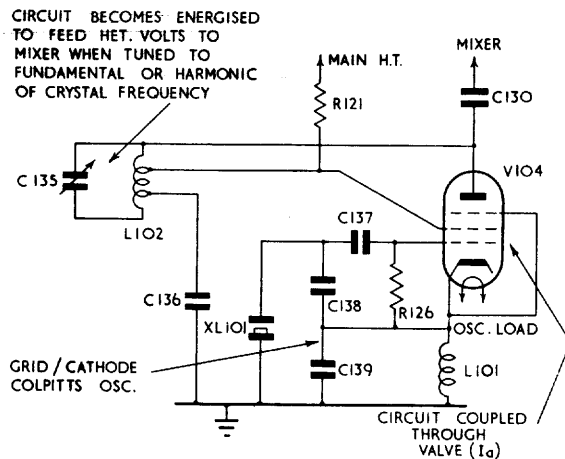 CIRCUIT BECOMES ENERGISED
TO FEED HET. VOLTS TO
MIXER WHEN TUNED TO
FUNDAMENTAL OR HARMONIC
OF CRYSTAL FREQUENCY
MIXER
MAIN H.T.
C130
R121
V104
C135
L102
C137
C136
C138
R126
XL101
OSC. LOAD
GRID/CATHODE
COLPITTS OSC.
C139
L101
CIRCUIT COUPLED
THROUGH
VALVE (Ia)